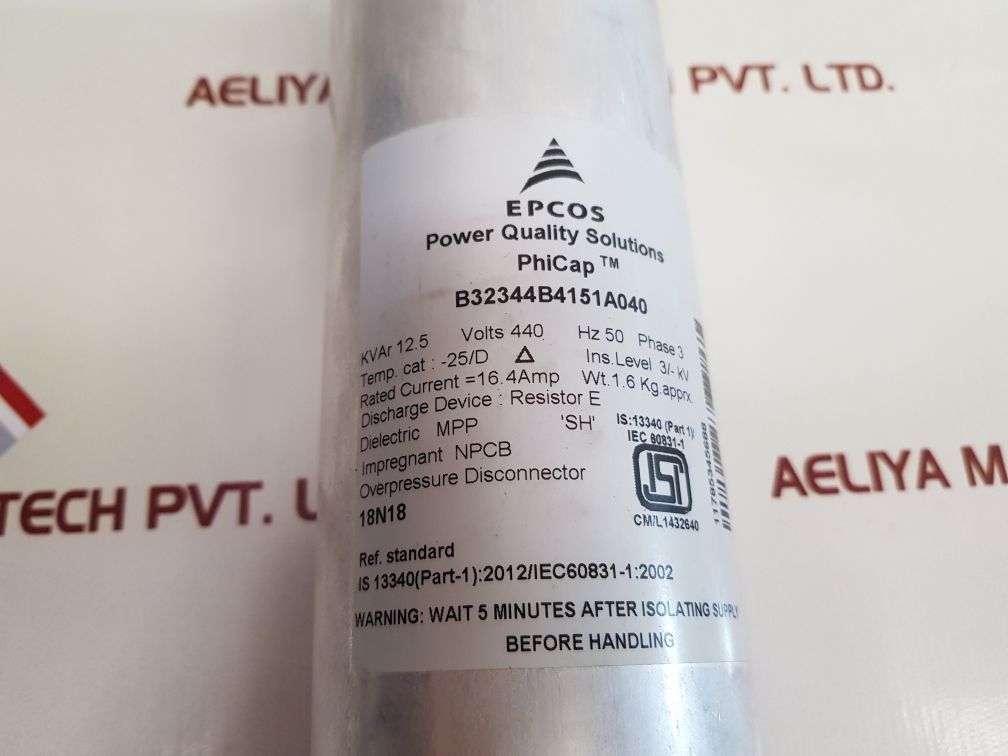 AELIYA
PVT. LTD.
EPCOS
Power Quality Solutions
PhiCap™
B32344B4151A040
KVAr 12.5 Volts 440 Hz 50 Phase 3
Temp. cat : -25/D Δ Ins.Level 3/- kV
Rated Current =16.4Amp Wt.1.6 Kg.apprx.
Discharge Device : Resistor E
Dielectric MPP 'SH' IS:13340 (Part 1)/
IEC 60831-1
Impregnant NPCB
ISI
Overpressure Disconnector
CM/L1432640
18N18
11785345688
Ref. standard
IS 13340(Part-1):2012/IEC60831-1:2002
WARNING: WAIT 5 MINUTES AFTER ISOLATING SUPPLY
BEFORE HANDLING
TECH PVT. L
AELIYA M